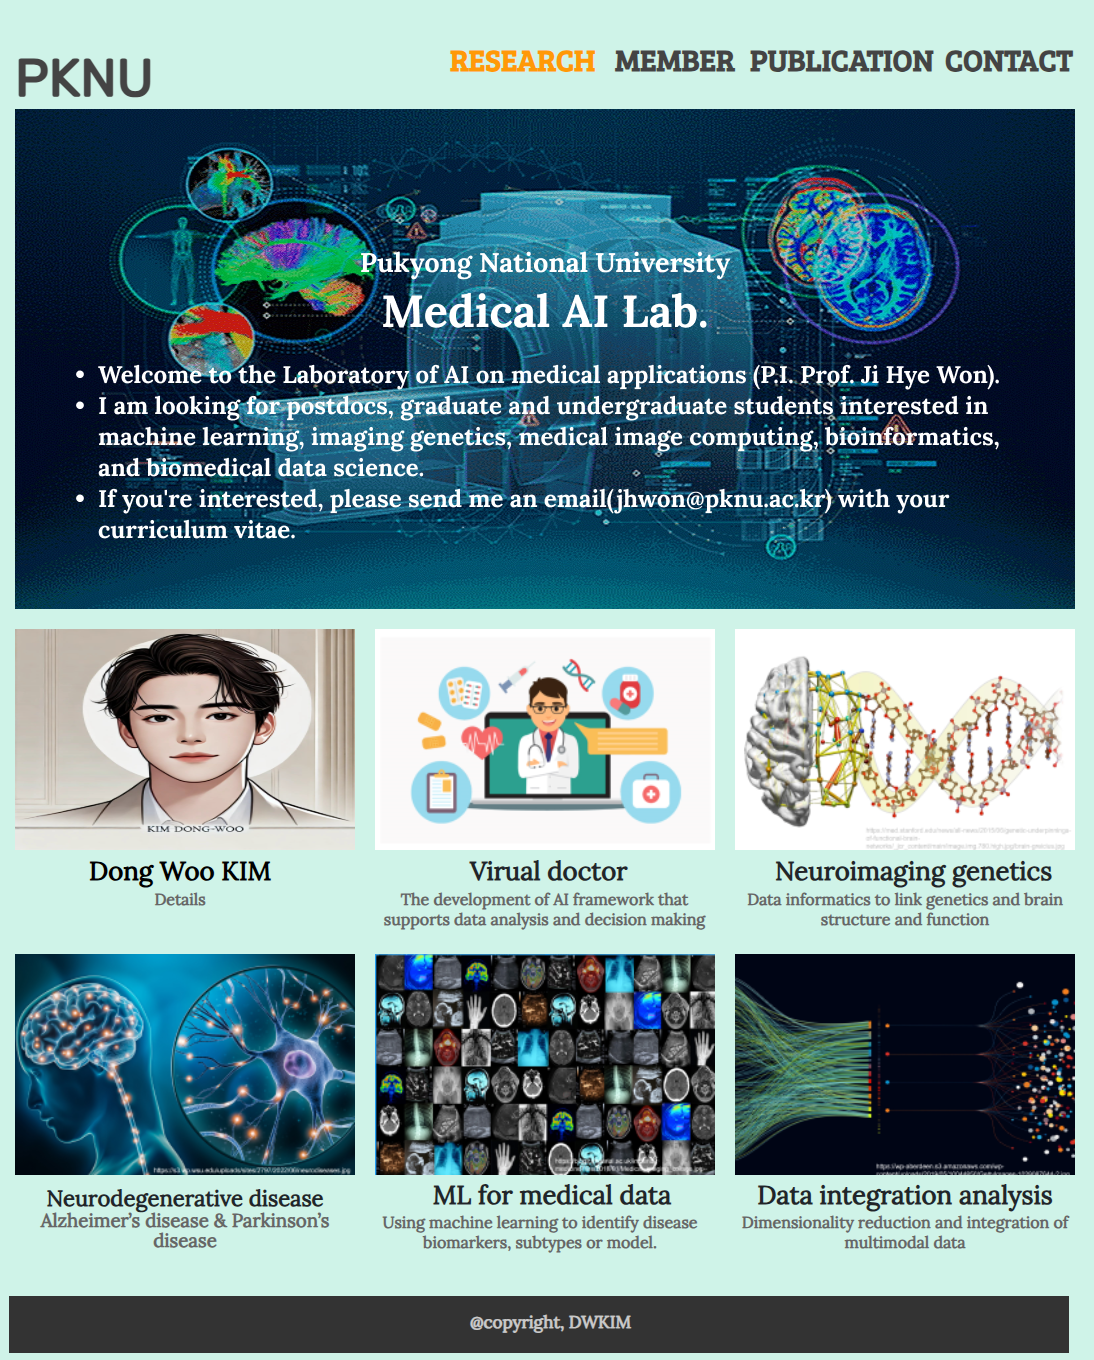 PKNU
RESEARCH MEMBER PUBLICATION CONTACT
Pukyong National University
Medical AI Lab.
• Welcome to the Laboratory of AI on medical applications (P.I. Prof. Ji Hye Won).
• I am looking for postdocs, graduate and undergraduate students interested in
machine learning, imaging genetics, medical image computing, bioinformatics,
and biomedical data science.
• If you're interested, please send me an email(jhwon@pknu.ac.kr) with your
curriculum vitae.
KIM DONG-WOO
Dong Woo KIM
Details
Virual doctor
The development of AI framework that
supports data analysis and decision making
Neuroimaging genetics
Data informatics to link genetics and brain
structure and function
Neurodegenerative disease
Alzheimer's disease & Parkinson's
disease
ML for medical data
Using machine learning to identify disease
biomarkers, subtypes or model.
Data integration analysis
Dimensionality reduction and integration of
multimodal data
@copyright, DWKIM